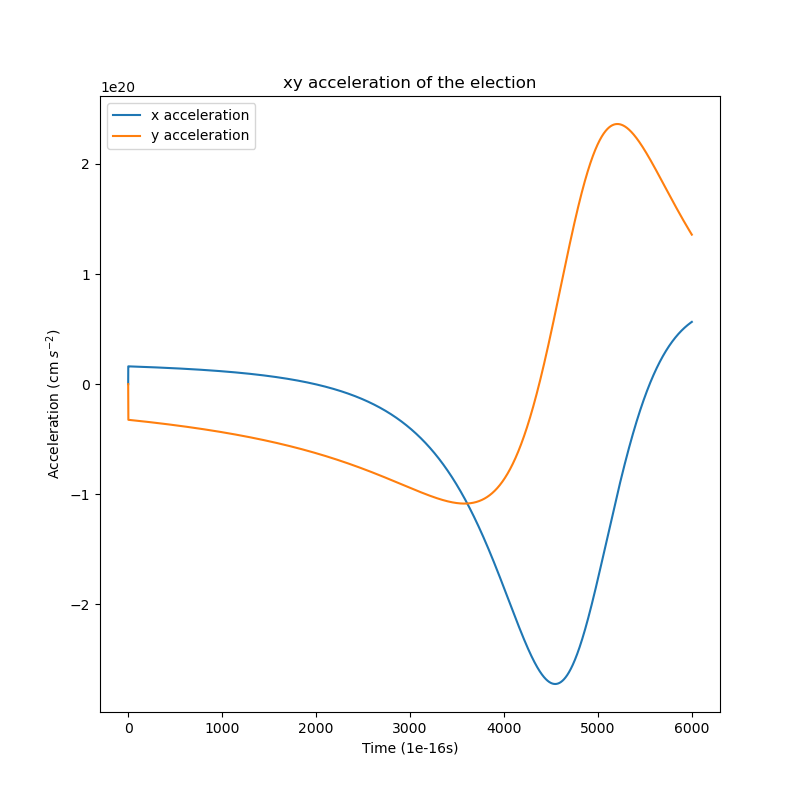 xy acceleration of the election
1e20
x acceleration
y acceleration
2
1
0
−1
−2
Acceleration (cm $s^{-2}$)
0 1000 2000 3000 4000 5000 6000
Time (1e-16s)